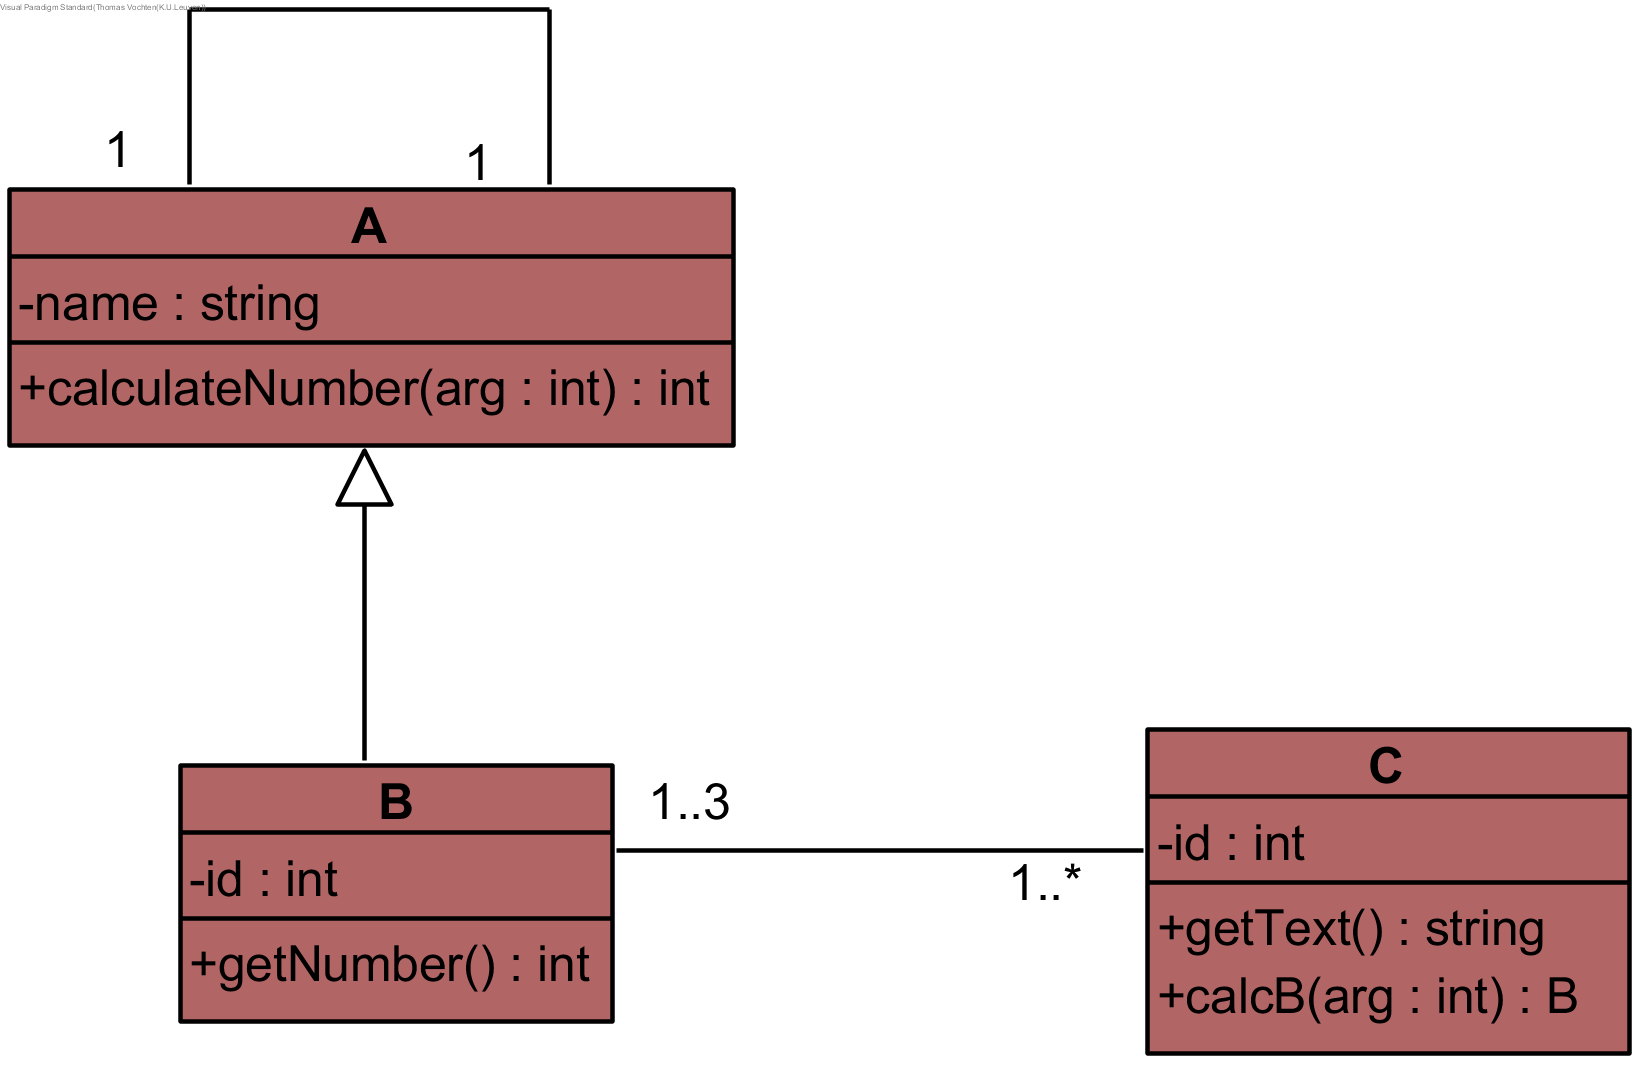 Visual Paradigm Standard(Thomas Vochten(K.U.Leuven))
1
1
A
-name : string
+calculateNumber(arg : int) : int
B
-id : int
+getNumber() : int
1..3
1..*
C
-id : int
+getText() : string
+calcB(arg : int) : B